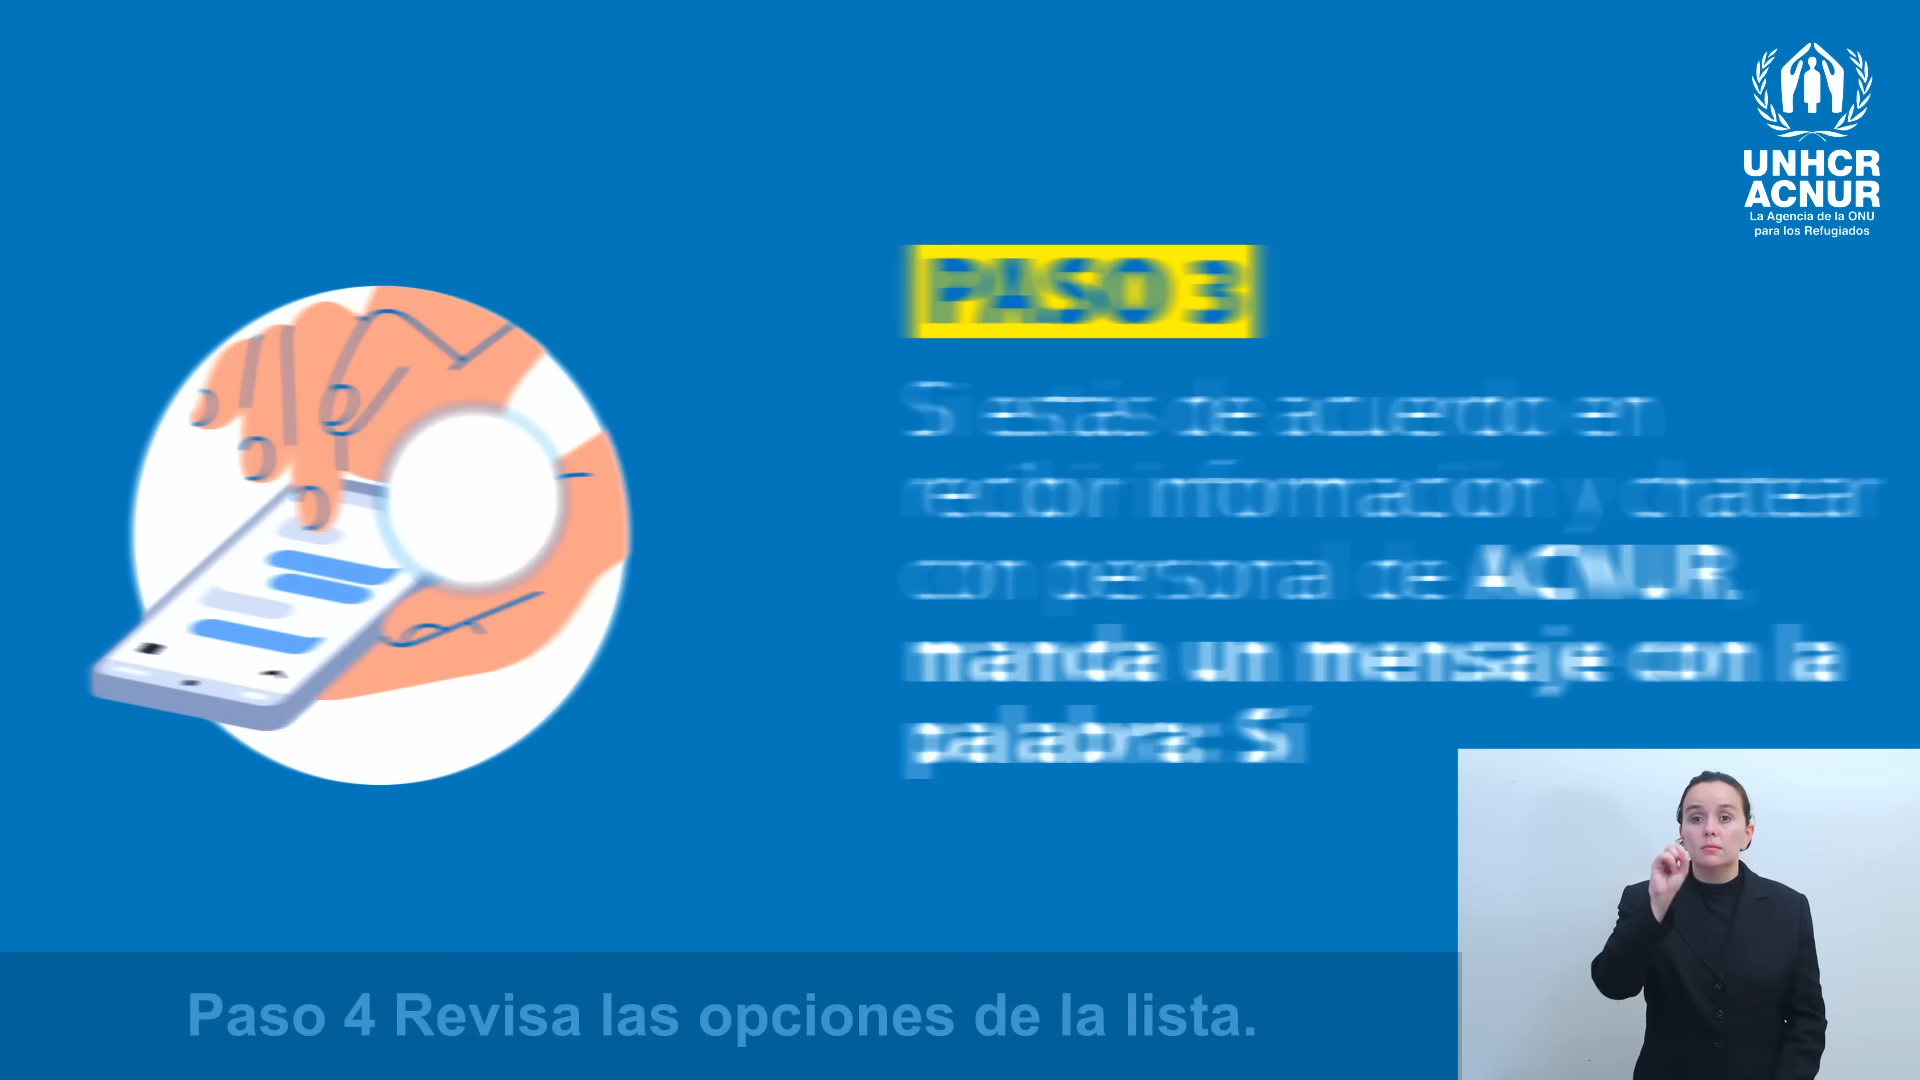 UNHCR
ACNUR
La Agencia de la ONU
para los Refugiados
PASO 3
Si estás de acuerdo en
recibir información y chatear
con personal de ACNUR,
manda un mensaje con la
palabra: Sí
Paso 4 Revisa las opciones de la lista.